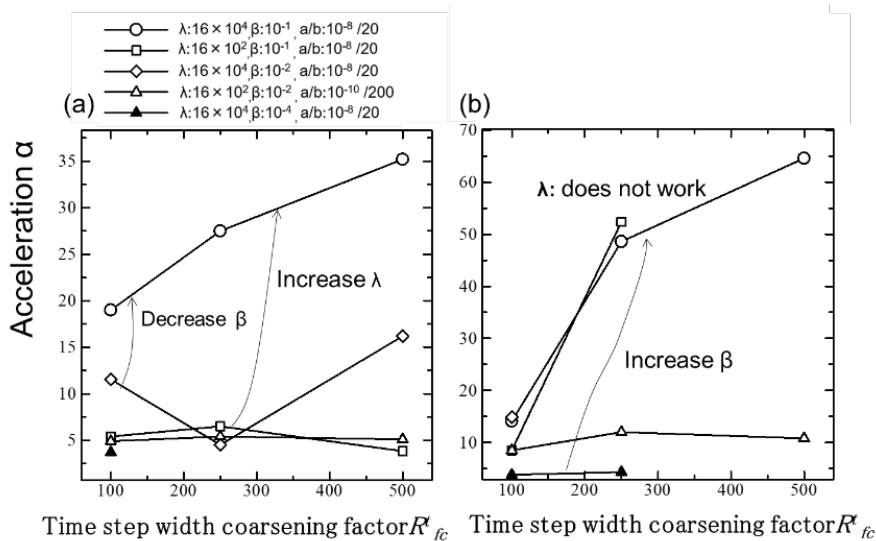 λ:16×10⁴,β:10⁻¹, a/b:10⁻⁸/20
λ:16×10²,β:10⁻¹, a/b:10⁻⁸/20
λ:16×10⁴,β:10⁻², a/b:10⁻⁸/20
λ:16×10²,β:10⁻², a/b:10⁻¹⁰/200
λ:16×10⁴,β:10⁻⁴, a/b:10⁻⁸/20
(a)
Acceleration α
35
30
25
20
15
10
5
100 200 300 400 500
Decrease β
Increase λ
Time step width coarsening factor Rᵗfc
(b)
70
60
50
40
30
20
10
100 200 300 400 500
λ: does not work
Increase β
Time step width coarsening factor Rᵗfc